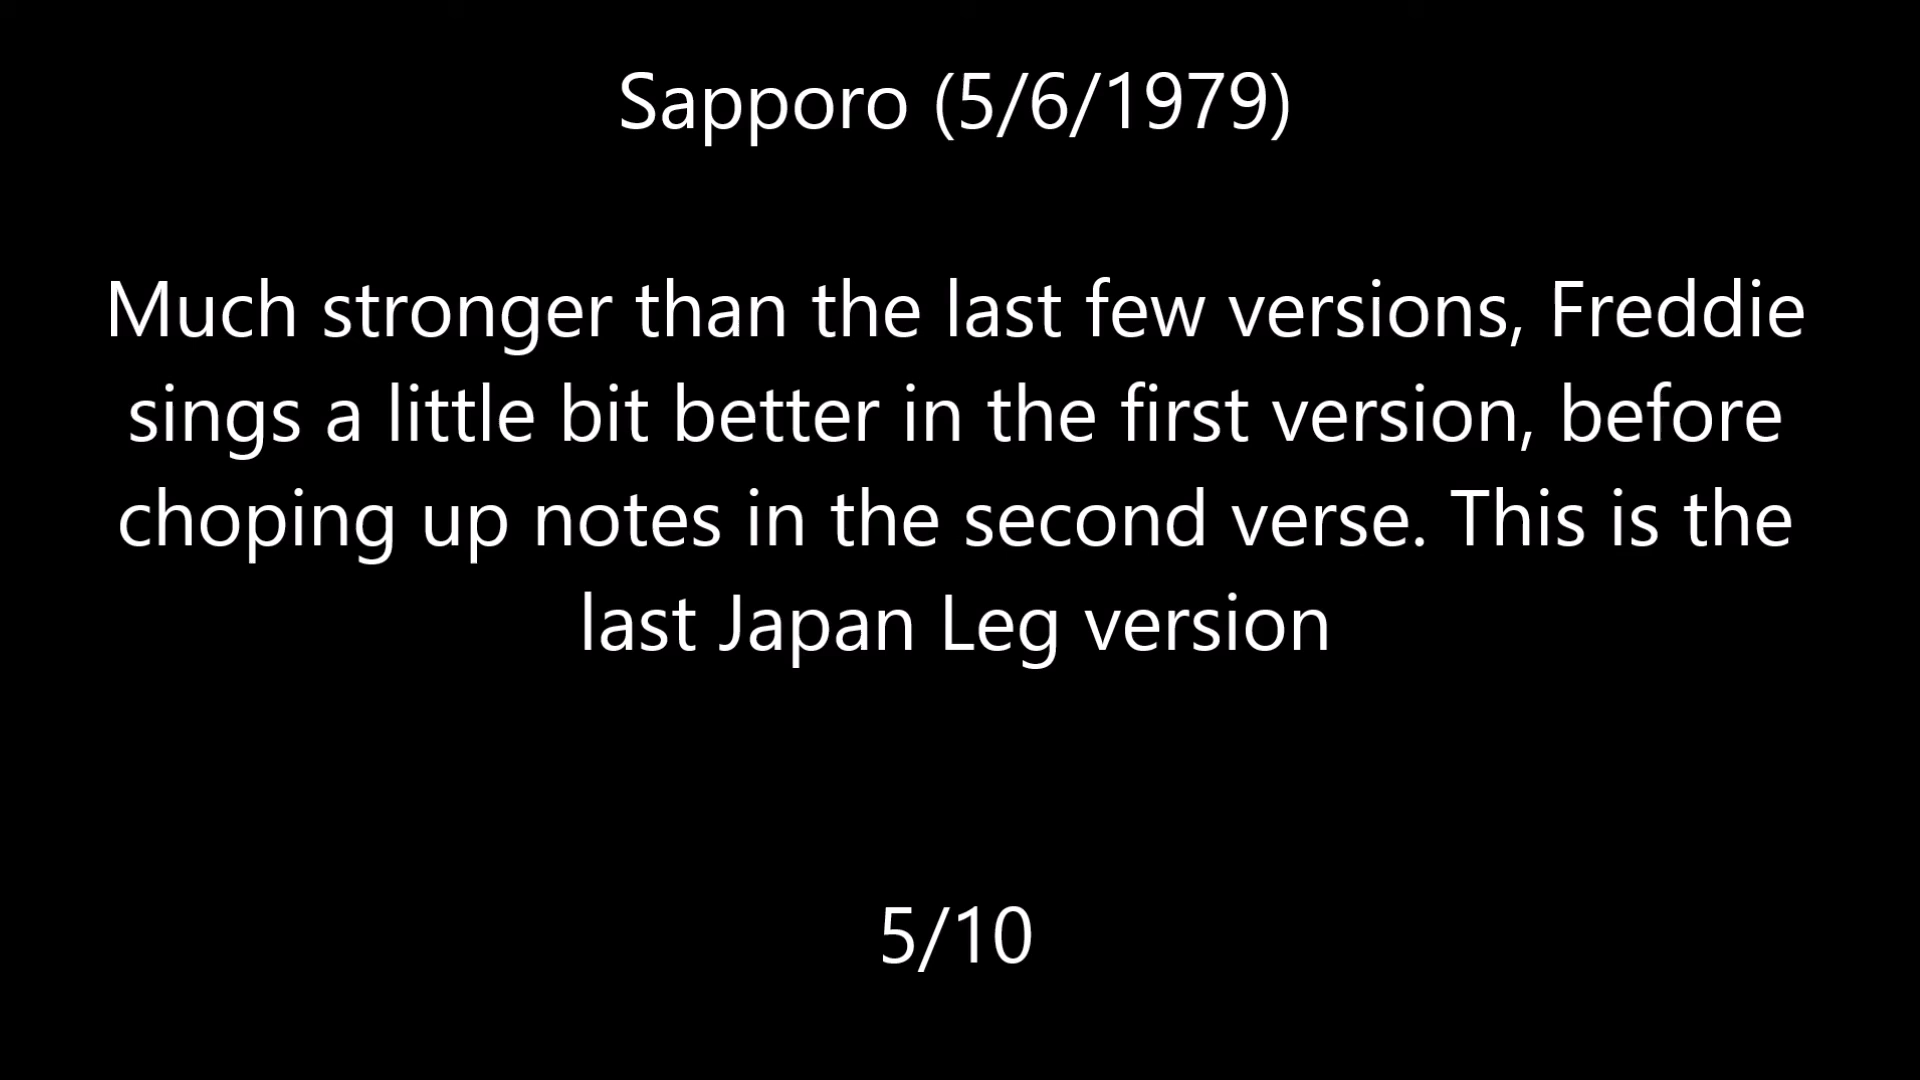 Sapporo (5/6/1979)
Much stronger than the last few versions, Freddie
sings a little bit better in the first version, before
choping up notes in the second verse. This is the
last Japan Leg version
5/10